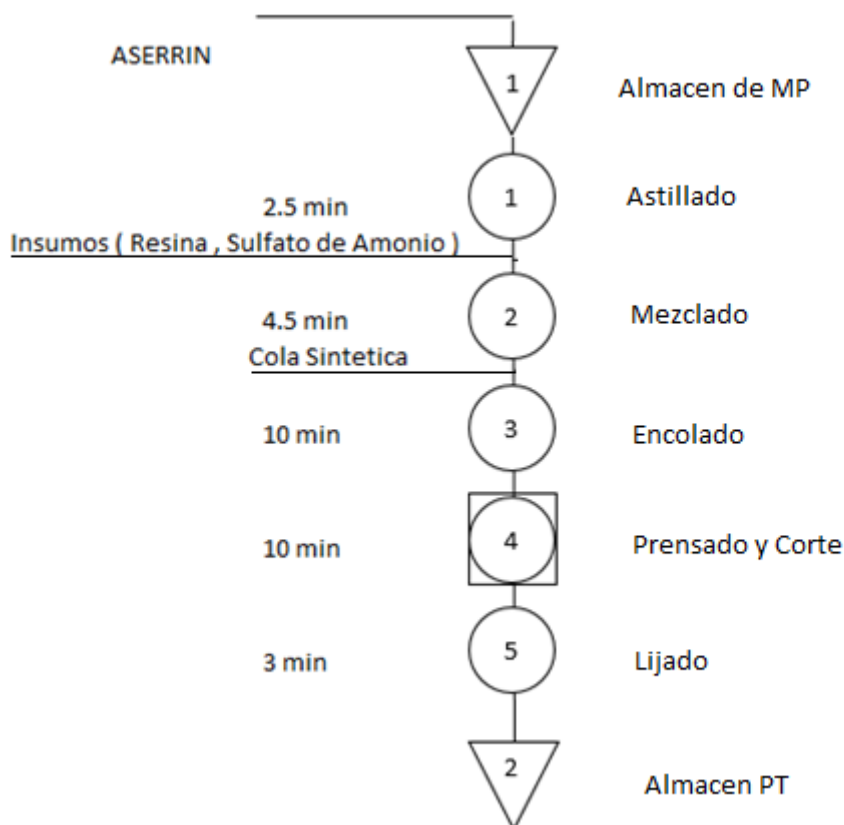 ASERRIN
1
Almacen de MP
2.5 min
1
Astillado
Insumos ( Resina , Sulfato de Amonio )
4.5 min
2
Mezclado
Cola Sintetica
10 min
3
Encolado
10 min
4
Prensado y Corte
3 min
5
Lijado
2
Almacen PT